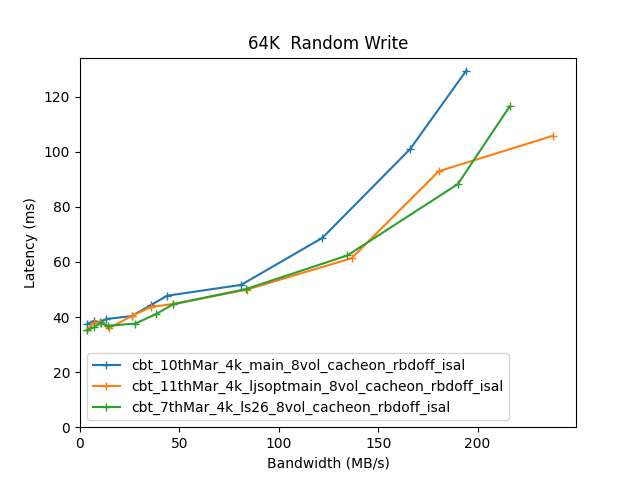 64K  Random Write
Latency (ms)
120
100
80
60
40
20
0
cbt_10thMar_4k_main_8vol_cacheon_rbdoff_isal
cbt_11thMar_4k_ljsoptmain_8vol_cacheon_rbdoff_isal
cbt_7thMar_4k_ls26_8vol_cacheon_rbdoff_isal
0 50 100 150 200
Bandwidth (MB/s)